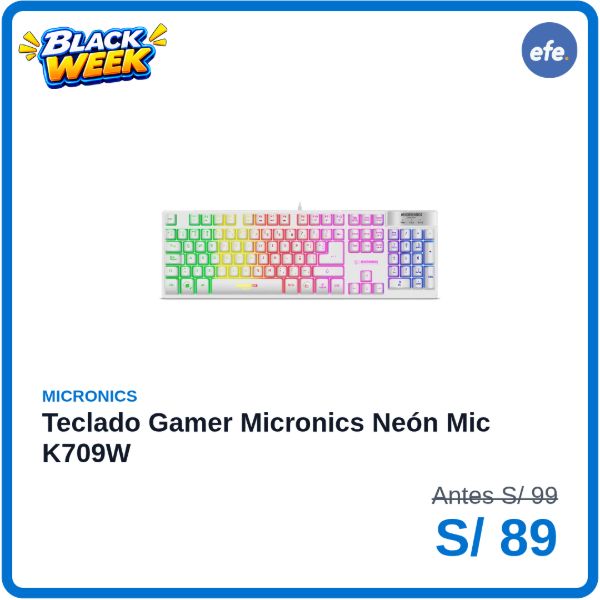 BLACK
WEEK
efe.
MICRONICS
Teclado Gamer Micronics Neón Mic
K709W
Antes S/ 99
S/ 89